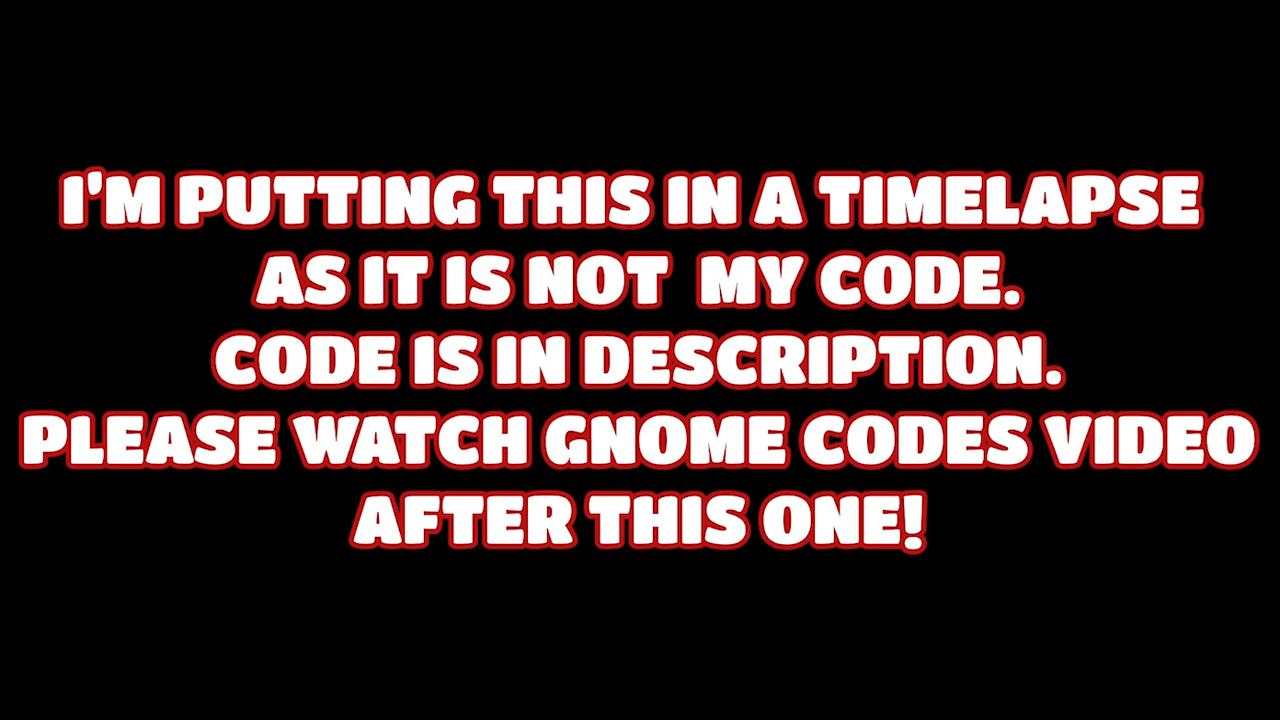 I'M PUTTING THIS IN A TIMELAPSE
AS IT IS NOT  MY CODE.
CODE IS IN DESCRIPTION.
PLEASE WATCH GNOME CODES VIDEO
AFTER THIS ONE!